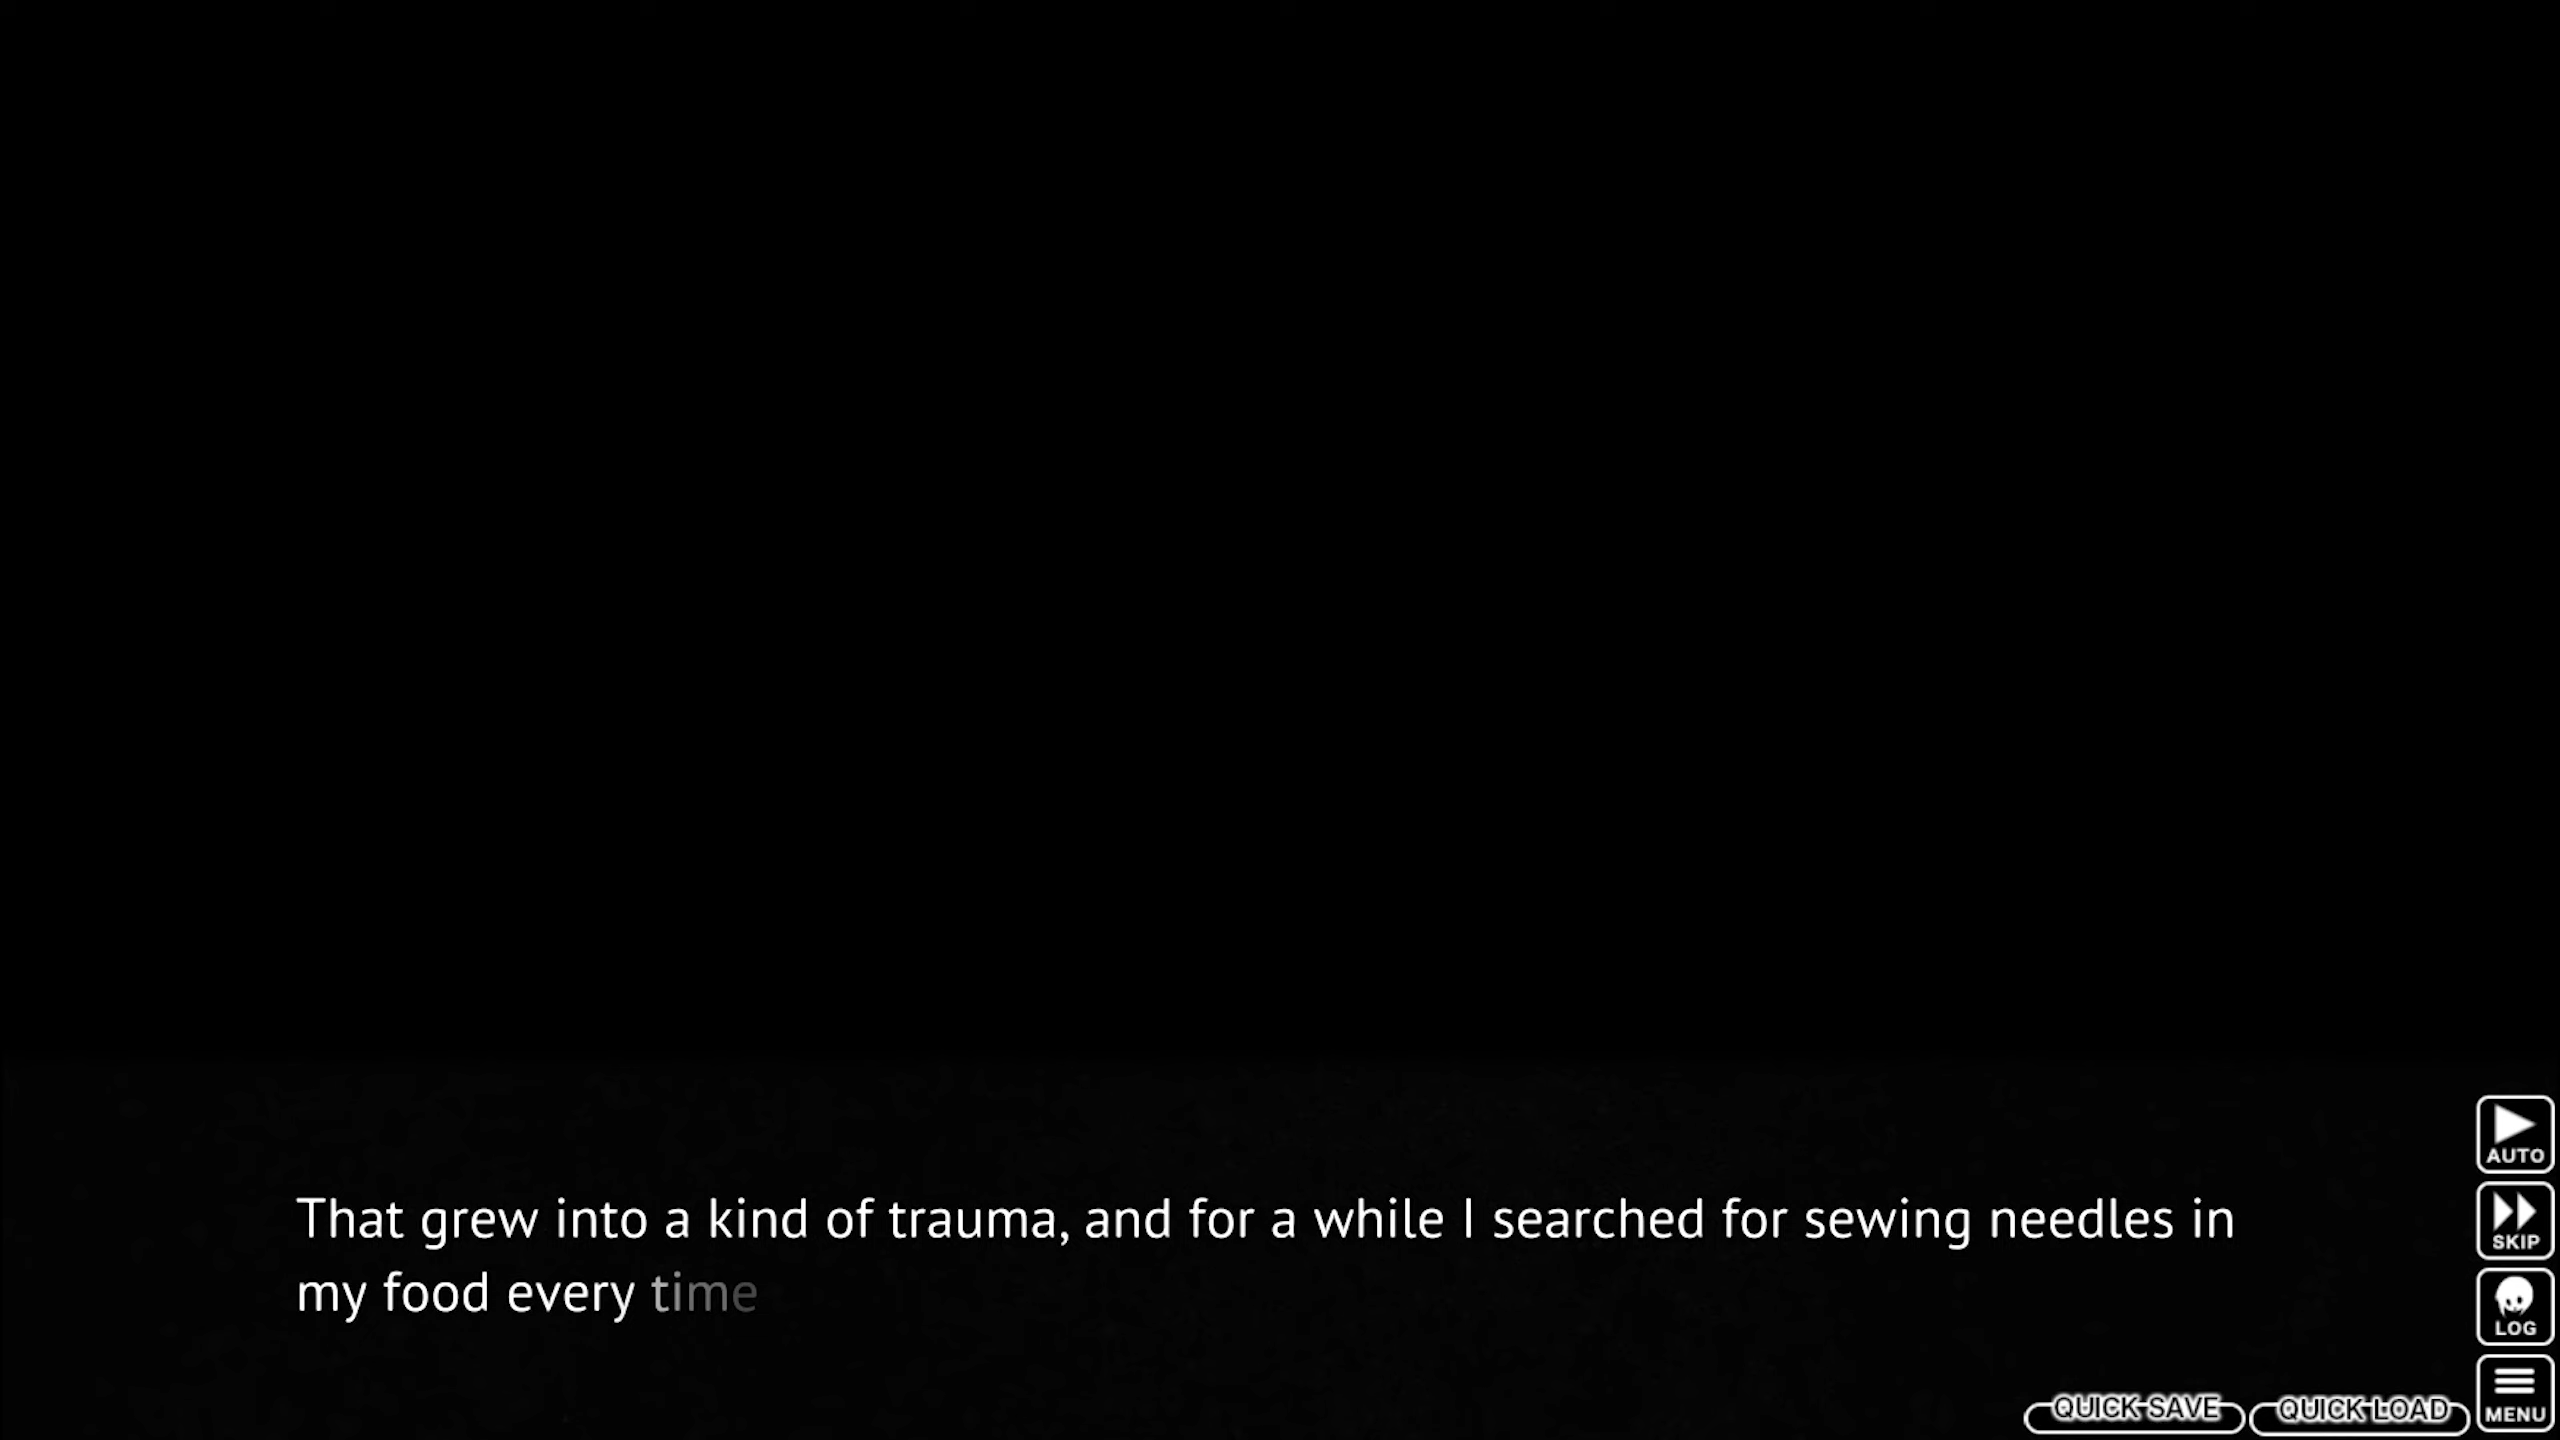 That grew into a kind of trauma, and for a while I searched for sewing needles in
my food every time
AUTO
SKIP
LOG
MENU
QUICK SAVE
QUICK LOAD